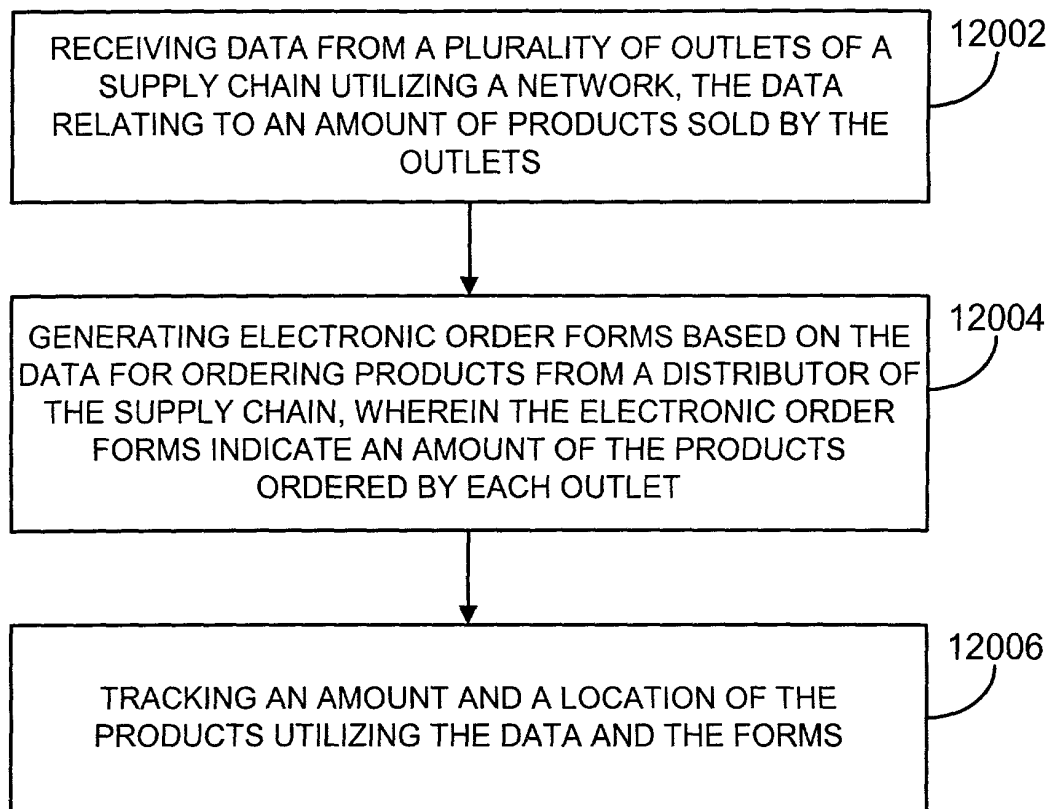 RECEIVING DATA FROM A PLURALITY OF OUTLETS OF A
SUPPLY CHAIN UTILIZING A NETWORK, THE DATA
RELATING TO AN AMOUNT OF PRODUCTS SOLD BY THE
OUTLETS
12002
GENERATING ELECTRONIC ORDER FORMS BASED ON THE
DATA FOR ORDERING PRODUCTS FROM A DISTRIBUTOR OF
THE SUPPLY CHAIN, WHEREIN THE ELECTRONIC ORDER
FORMS INDICATE AN AMOUNT OF THE PRODUCTS
ORDERED BY EACH OUTLET
12004
TRACKING AN AMOUNT AND A LOCATION OF THE
PRODUCTS UTILIZING THE DATA AND THE FORMS
12006